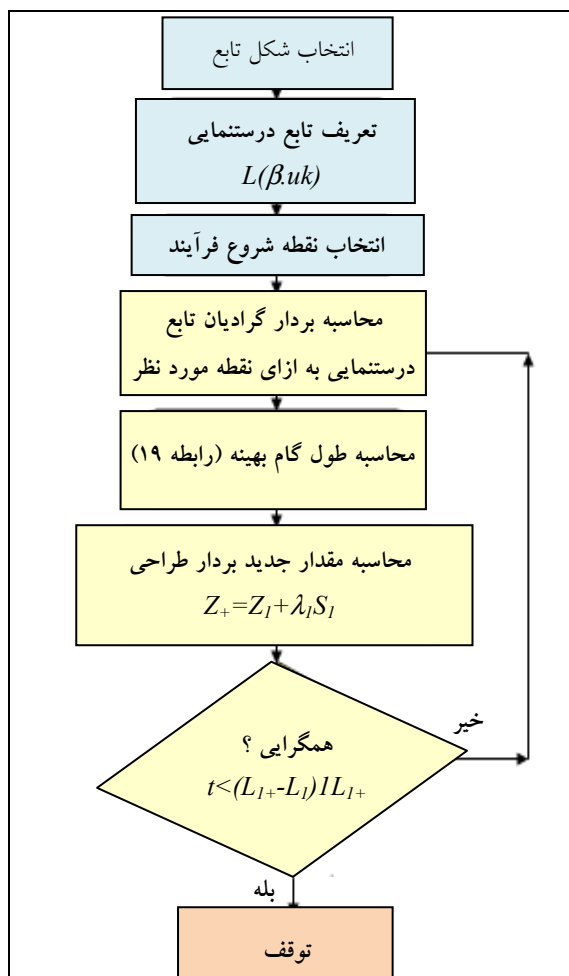 انتخاب شکل تابع
تعریف تابع درستنمایی
L(β.uk)
انتخاب نقطه شروع فرآیند
محاسبه بردار گرادیان تابع
درستنمایی به ازای نقطه مورد نظر
محاسبه طول گام بهینه (رابطه ۱۹)
محاسبه مقدار جدید بردار طراحی
Z₊=Z₁+λ₁S₁
خیر
همگرایی ؟
t<(L₁₊-L₁)1L₁₊
بله
توقف